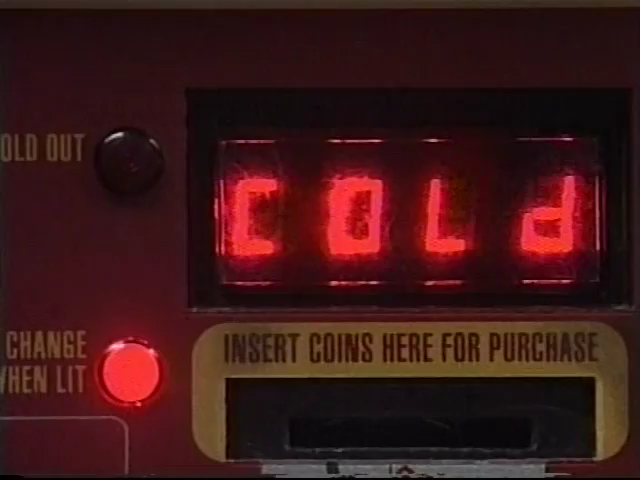 OLD OUT
COLd
CHANGE
WHEN LIT
INSERT COINS HERE FOR PURCHASE